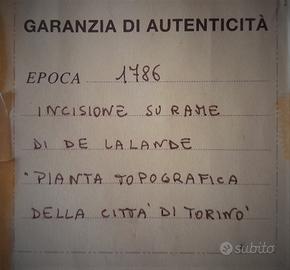 GARANZIA DI AUTENTICITÀ
EPOCA 1786
INCISIONE SU RAME
DI DE LALANDE
"PIANTA TOPOGRAFICA
DELLA CITTA' DI TORINO"
subito